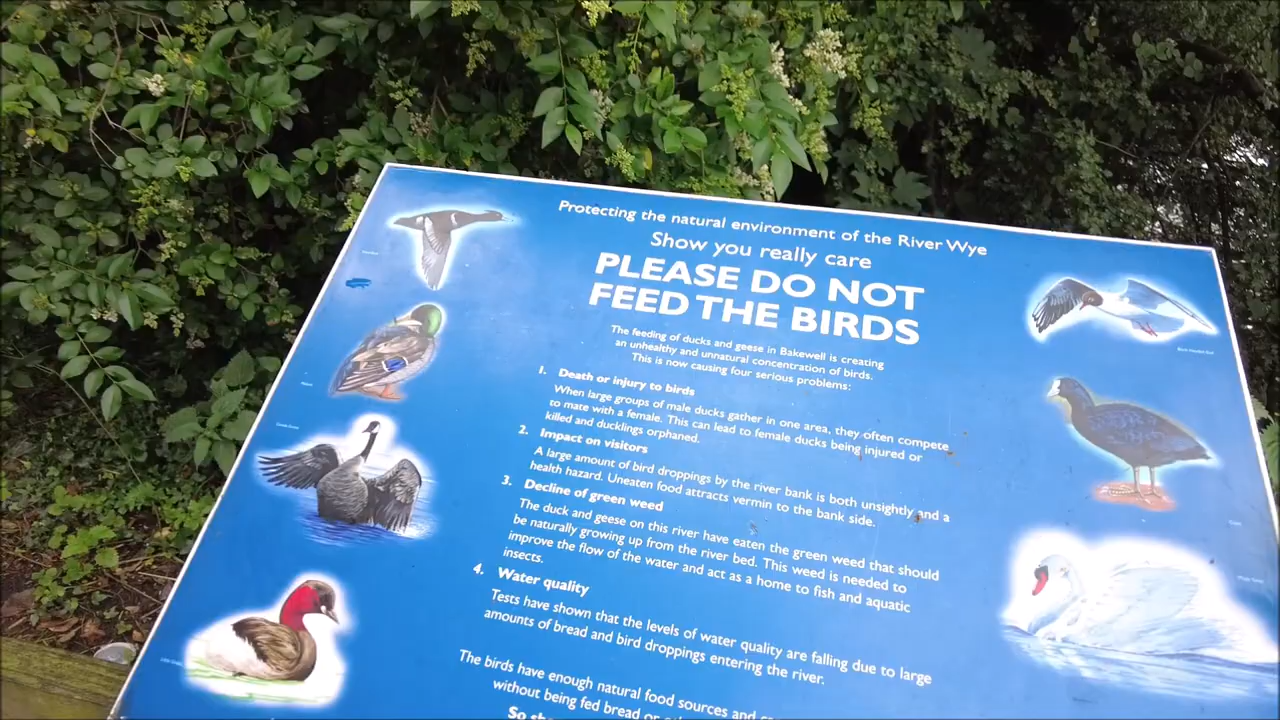 Protecting the natural environment of the River Wye
Show you really care
PLEASE DO NOT
FEED THE BIRDS
The feeding of ducks and geese in Bakewell is creating
an unhealthy and unnatural concentration of birds.
This is now causing four serious problems:
1. Death or injury to birds
When large groups of male ducks gather in one area, they often compete
to mate with a female. This can lead to female ducks being injured or
killed and ducklings orphaned.
2. Impact on visitors
A large amount of bird droppings by the river bank is both unsightly and a
health hazard. Uneaten food attracts vermin to the bank side.
3. Decline of green weed
The duck and geese on this river have eaten the green weed that should
be naturally growing up from the river bed. This weed is needed to
improve the flow of the water and act as a home to fish and aquatic
insects.
4. Water quality
Tests have shown that the levels of water quality are falling due to large
amounts of bread and bird droppings entering the river.
The birds have enough natural food sources and
without being fed bread or
So